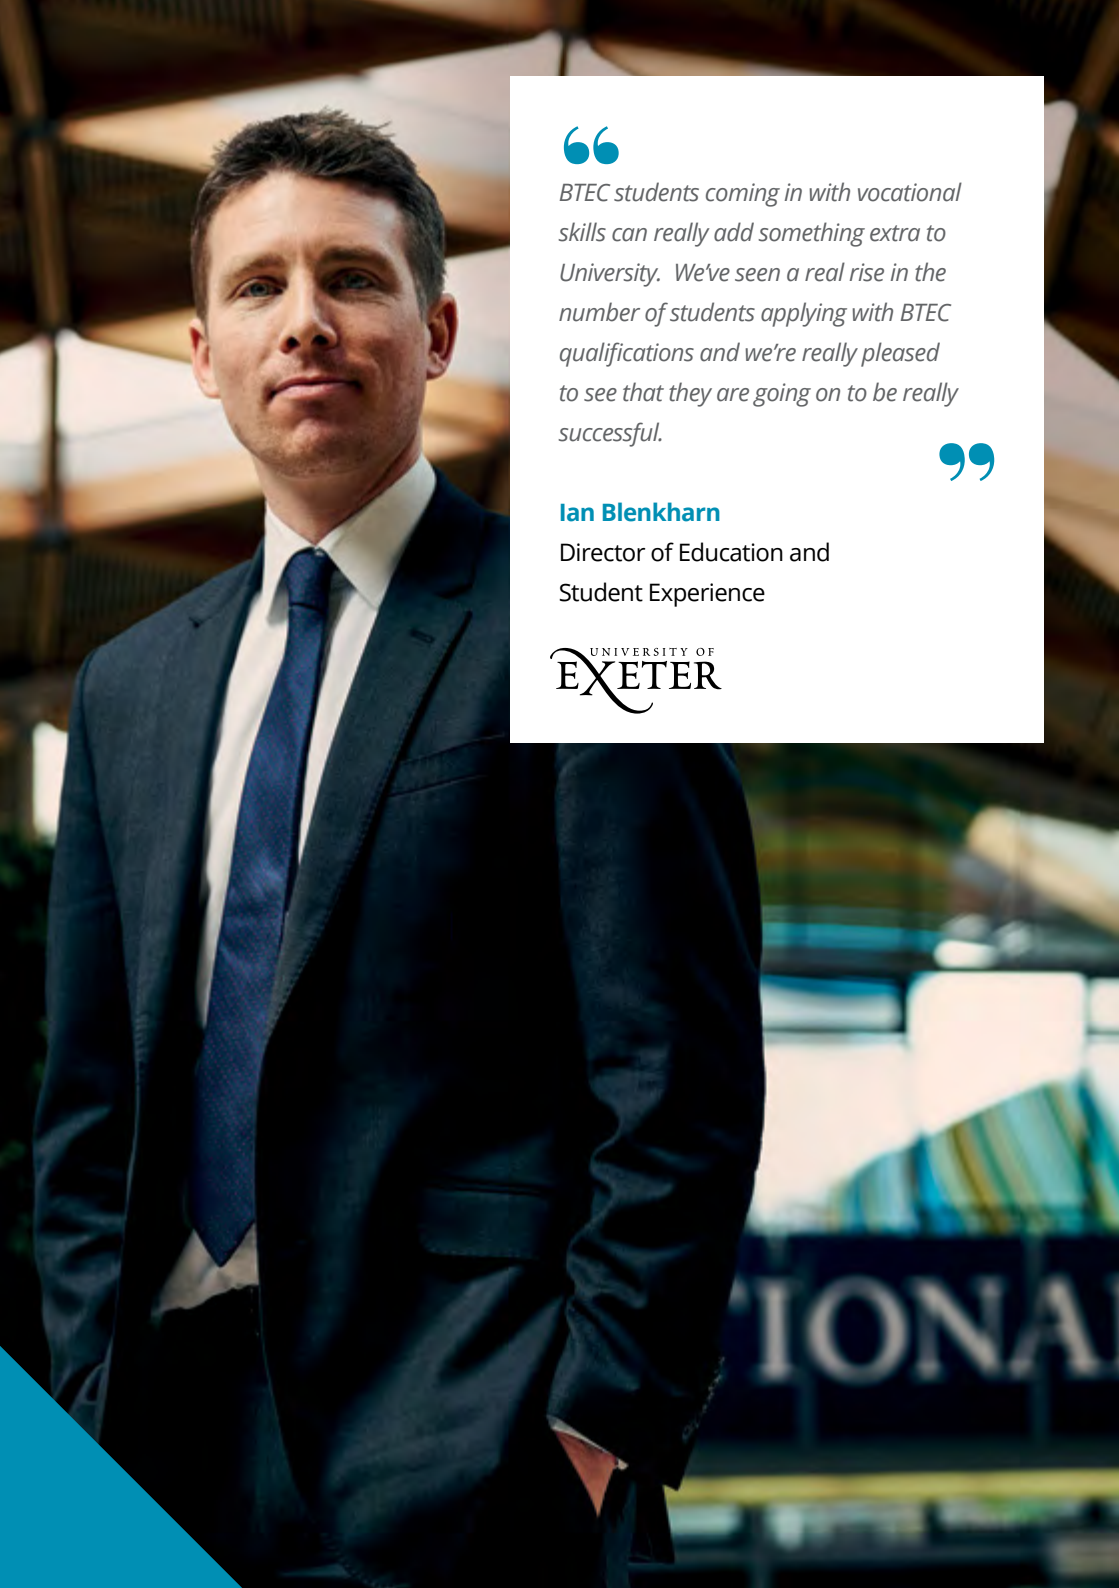 “
BTEC students coming in with vocational
skills can really add something extra to
University.  We’ve seen a real rise in the
number of students applying with BTEC
qualifications and we’re really pleased
to see that they are going on to be really
successful.
”
Ian Blenkharn
Director of Education and
Student Experience
UNIVERSITY OF
EXETER
TIONA